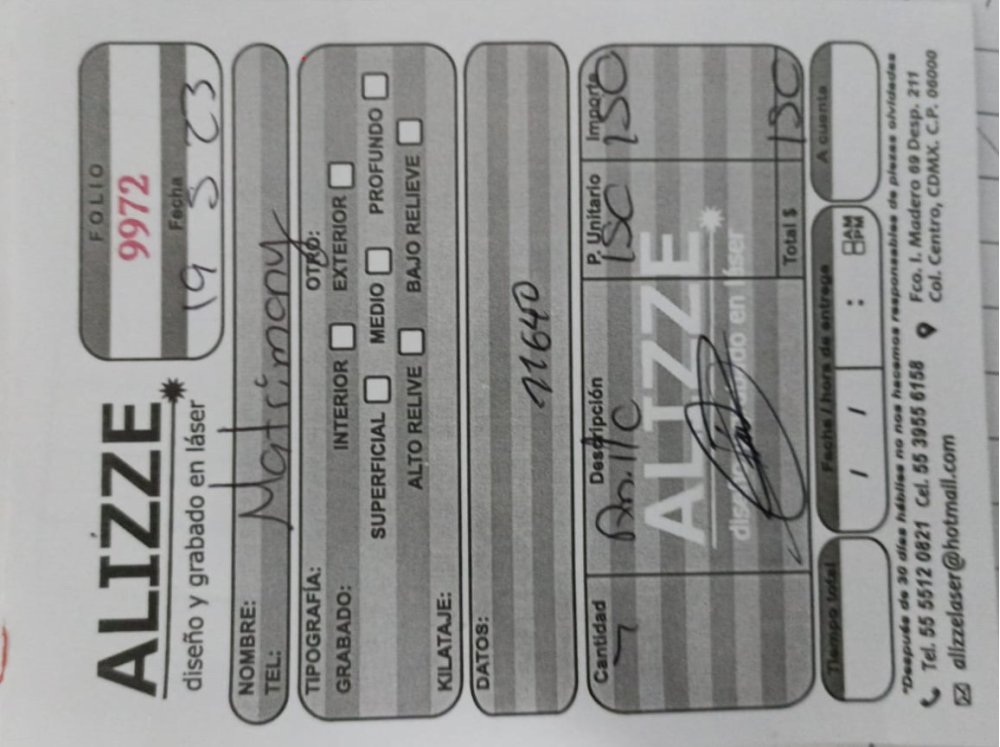 ALÍZZE
diseño y grabado en láser
FOLIO
9972
Fecha
19 5 23
NOMBRE: Matrimony
TEL:
TIPOGRAFÍA: OTRO:
GRABADO: INTERIOR EXTERIOR
SUPERFICIAL MEDIO PROFUNDO
ALTO RELIVE BAJO RELIEVE
KILATAJE:
DATOS:
11640
Cantidad Descripción P. Unitario Importe
1 150 150
ALIZZE
Total $ 150
Tiempo total Fecha / hora de entrega A cuenta
/ / : AM
PM
*Después de 30 días hábiles no nos hacemos responsables de piezas olvidadas
Tel. 55 5512 0821 Cel. 55 3955 6158 Fco. I. Madero 69 Desp. 211
alizzelaser@hotmail.com Col. Centro, CDMX. C.P. 06000